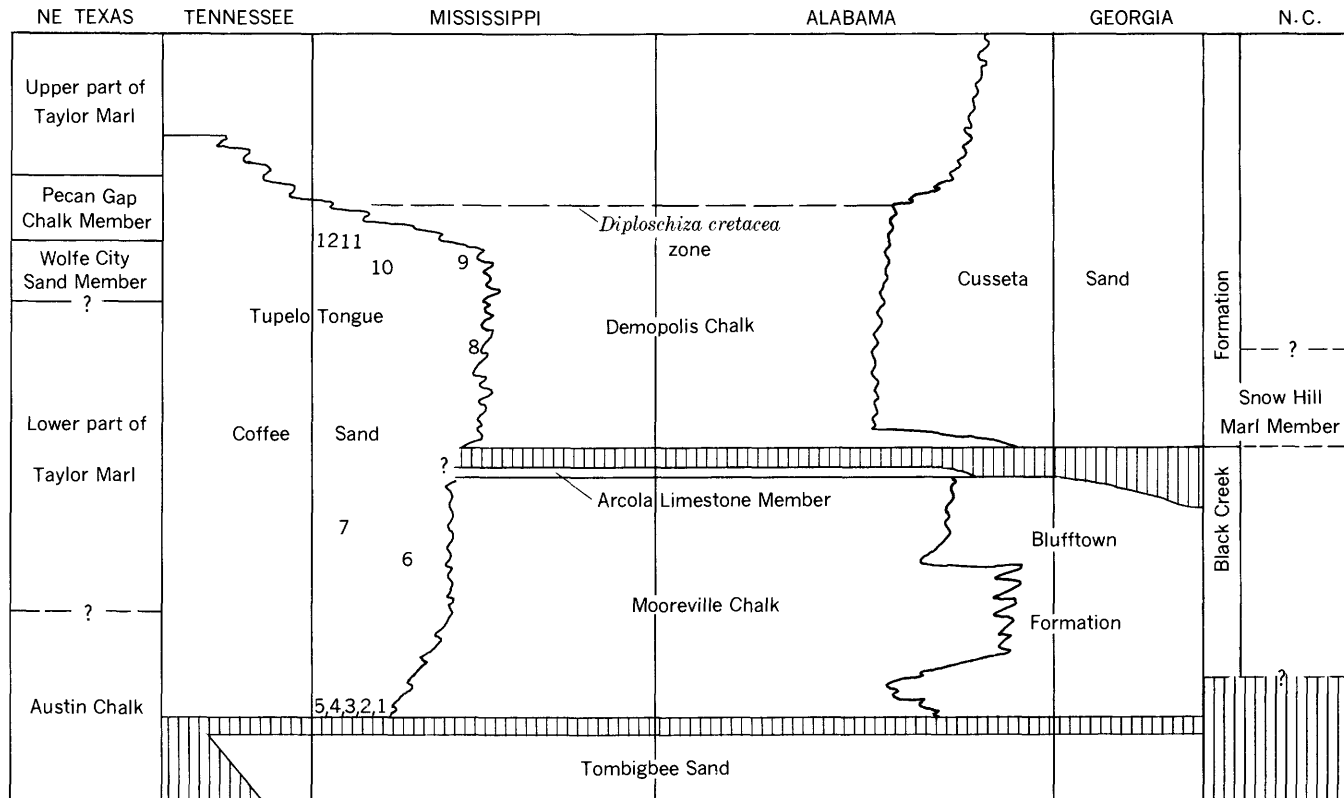 NE TEXAS TENNESSEE MISSISSIPPI ALABAMA GEORGIA N.C.
Upper part of
Taylor Marl
Pecan Gap
Chalk Member
Diploschiza cretacea
zone
1211
Wolfe City
Sand Member
10
9
Cusseta Sand
Formation
?
Tupelo Tongue
Demopolis Chalk
8
?
Snow Hill
Marl Member
Lower part of
Taylor Marl
Coffee Sand
?
Arcola Limestone Member
7
6
Blufftown
Formation
Black Creek
Mooreville Chalk
?
?
Austin Chalk
5,4,3,2,1
Tombigbee Sand